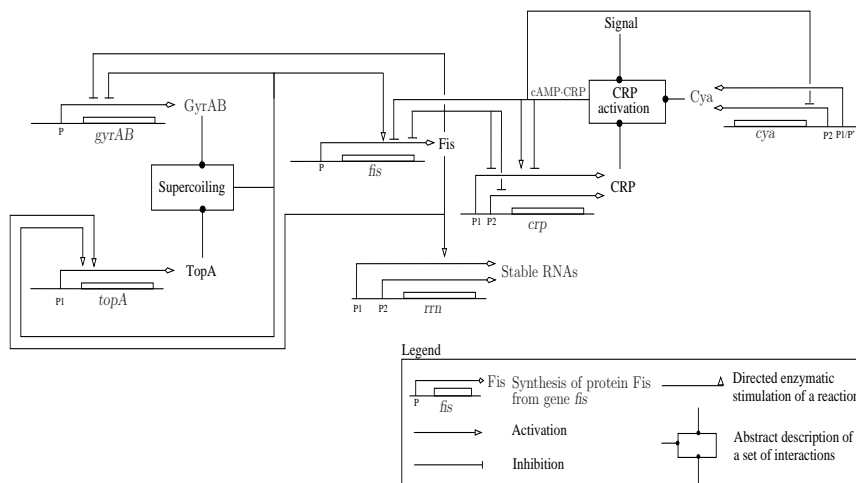 Signal
cAMP·CRP
CRP
activation
Cya
GyrAB
P
gyrAB
cya
P2
P1/P'
Fis
P
fis
Supercoiling
CRP
P1
P2
crp
TopA
Stable RNAs
P1
topA
P1
P2
rrn
Legend
Fis
P
fis
Synthesis of protein Fis
from gene fis
Directed enzymatic
stimulation of a reaction
Activation
Abstract description of
a set of interactions
Inhibition